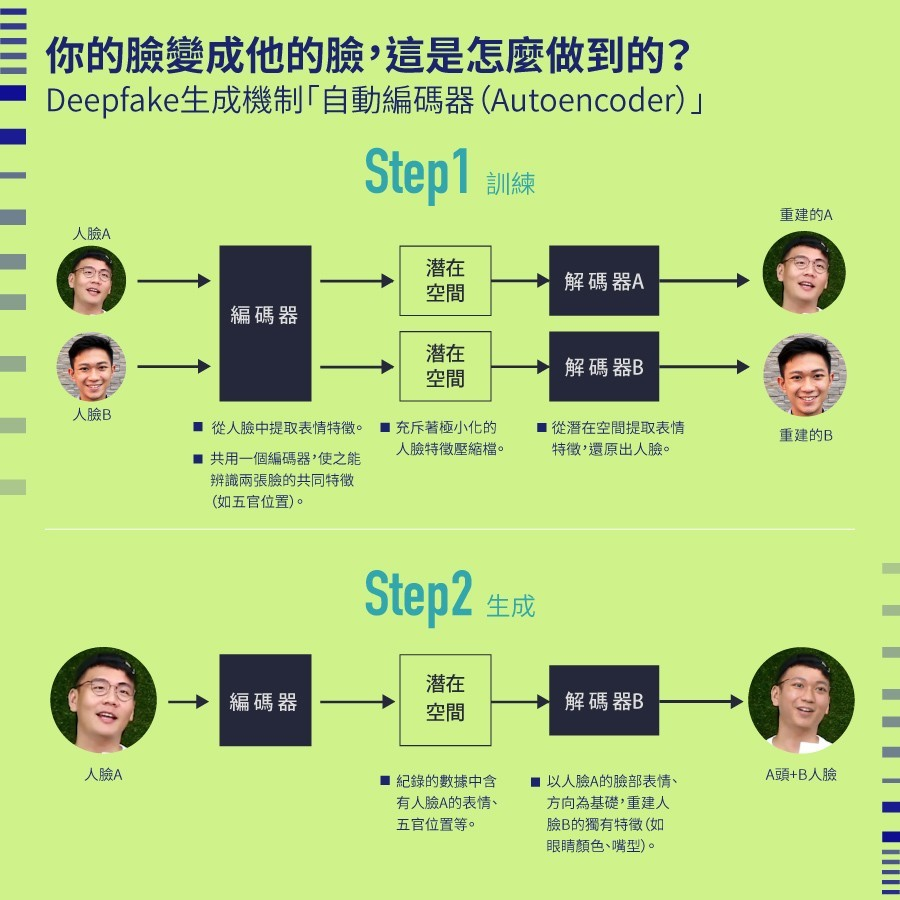 你的臉變成他的臉,這是怎麼做到的?
Deepfake生成機制「自動編碼器(Autoencoder)」
Step1 訓練
人臉A
重建的A
編碼器
潛在
空間
解碼器A
潛在
空間
解碼器B
人臉B
重建的B
■ 從人臉中提取表情特徵。
■ 共用一個編碼器,使之能
辨識兩張臉的共同特徵
(如五官位置)。
■ 充斥著極小化的
人臉特徵壓縮檔。
■ 從潛在空間提取表情
特徵,還原出人臉。
Step2 生成
編碼器
潛在
空間
解碼器B
人臉A
A頭+B人臉
■ 紀錄的數據中含
有人臉A的表情、
五官位置等。
■ 以人臉A的臉部表情、
方向為基礎,重建人
臉B的獨有特徵(如
眼睛顏色、嘴型)。